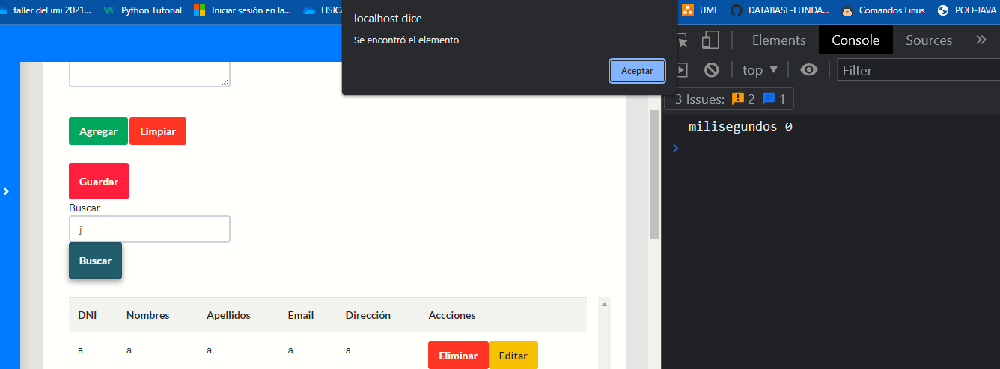 taller del imi 2021...
Python Tutorial
Iniciar sesión en la...
FISICA
UML
DATABASE-FUNDA...
Comandos Linus
POO-JAVA
localhost dice
Se encontró el elemento
Aceptar
Elements
Console
Sources
top
Filter
3 Issues: 2 1
milisegundos 0
Agregar
Limpiar
Guardar
Buscar
j
Buscar
DNI Nombres Apellidos Email Dirección Accciones
a a a a a Eliminar Editar